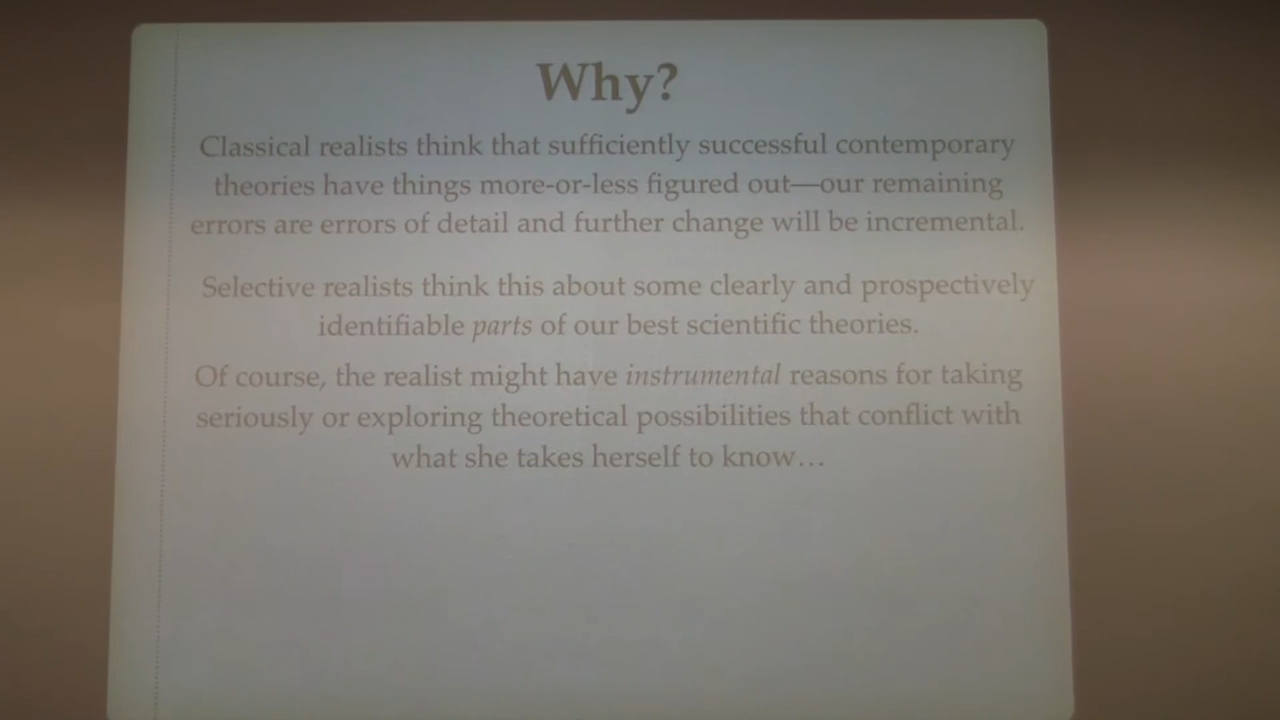 Why?
Classical realists think that sufficiently successful contemporary
theories have things more-or-less figured out—our remaining
errors are errors of detail and further change will be incremental.
Selective realists think this about some clearly and prospectively
identifiable parts of our best scientific theories.
Of course, the realist might have instrumental reasons for taking
seriously or exploring theoretical possibilities that conflict with
what she takes herself to know…